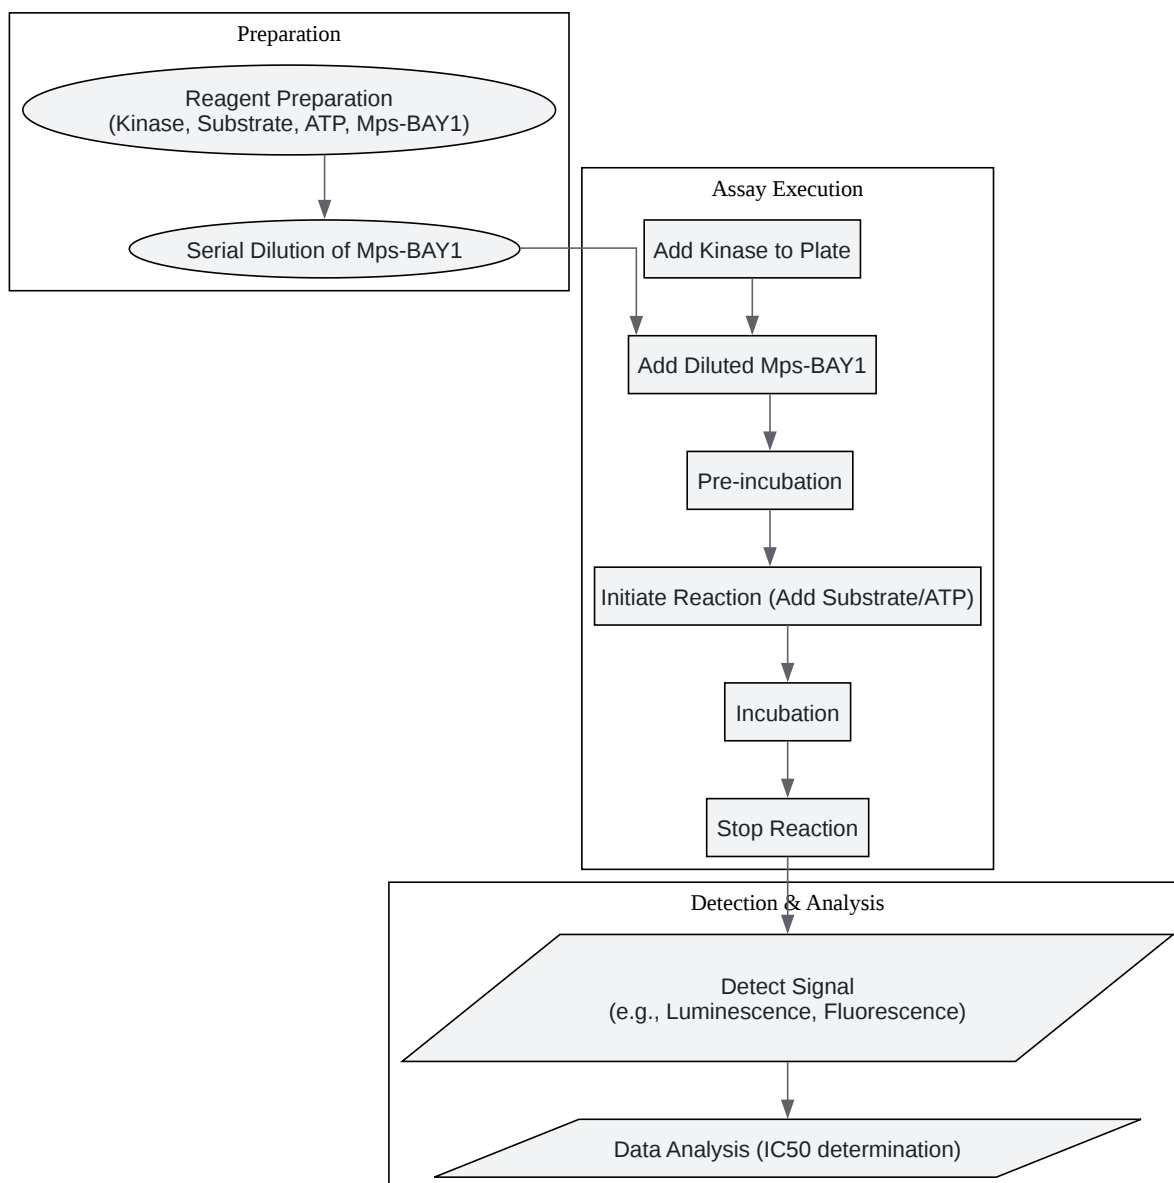 Preparation
Reagent Preparation
(Kinase, Substrate, ATP, Mps-BAY1)
Serial Dilution of Mps-BAY1
Assay Execution
Add Kinase to Plate
Add Diluted Mps-BAY1
Pre-incubation
Initiate Reaction (Add Substrate/ATP)
Incubation
Stop Reaction
Detection & Analysis
Detect Signal
(e.g., Luminescence, Fluorescence)
Data Analysis (IC50 determination)